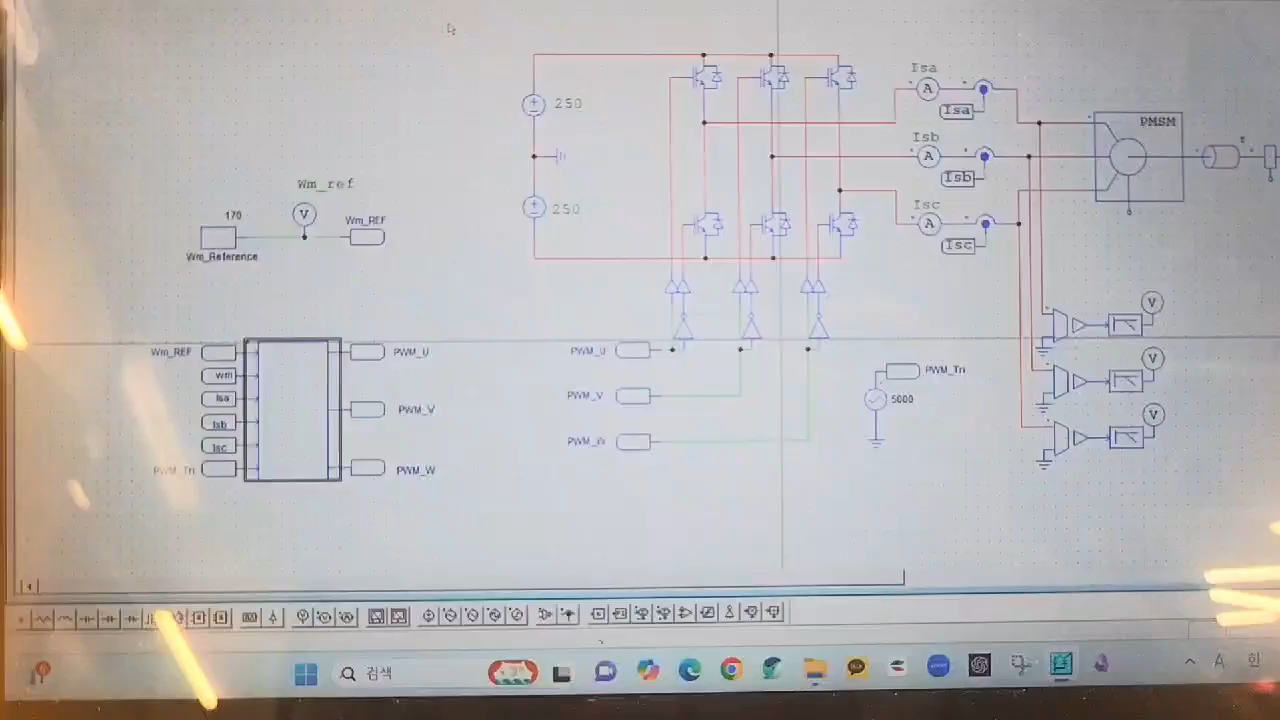 Isa
250
Isa
PMSM
Isb
A
Isb
Wm_ref
V
170
Wm_REF
Wm_Reference
250
Isc
A
Isc
V
Wm_REF
PWM_U
PWM_U
wm
PWM_Tri
V
Isa
PWM_V
PWM_V
5000
Isb
Isc
PWM_W
V
PWM_Tri
PWM_W
A
검색
A
한